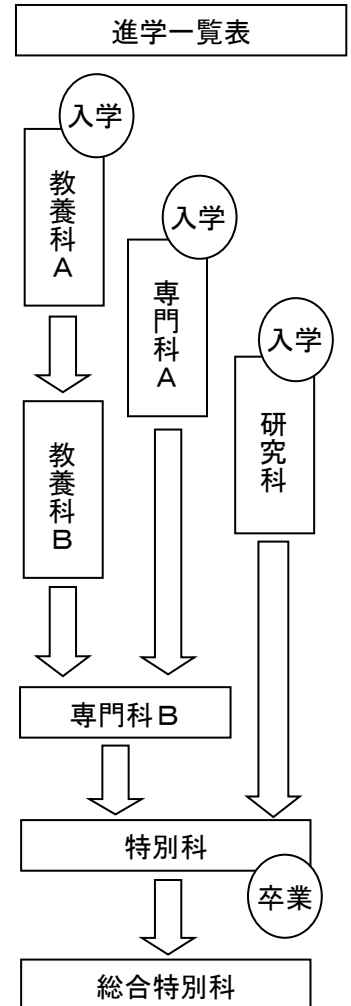 進学一覧表
入学
教養科A
入学
専門科A
入学
研究科
教養科B
専門科B
特別科
卒業
総合特別科